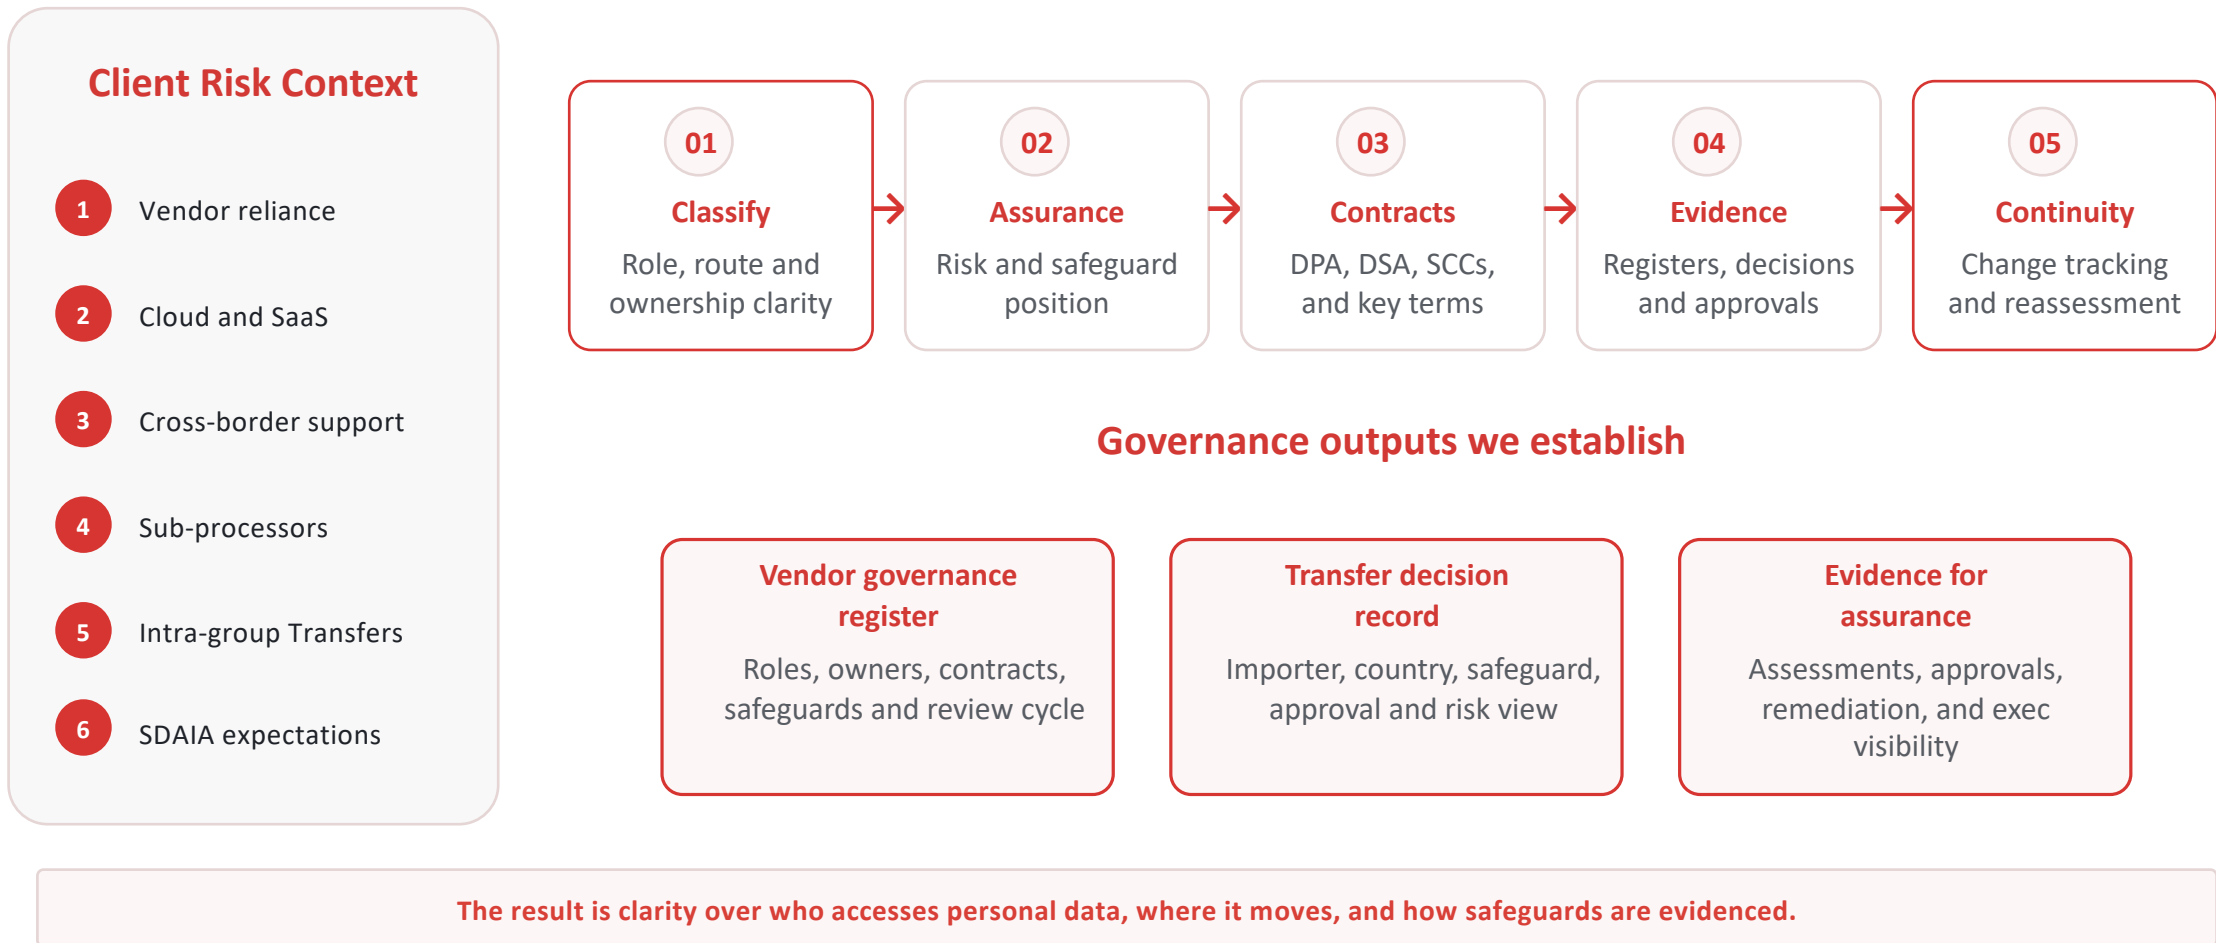 Client Risk Context
1 Vendor reliance
2 Cloud and SaaS
3 Cross-border support
4 Sub-processors
5 Intra-group Transfers
6 SDAIA expectations
01
Classify
Role, route and
ownership clarity
02
Assurance
Risk and safeguard
position
03
Contracts
DPA, DSA, SCCs,
and key terms
04
Evidence
Registers, decisions
and approvals
05
Continuity
Change tracking
and reassessment
Governance outputs we establish
Vendor governance
register
Roles, owners, contracts,
safeguards and review cycle
Transfer decision
record
Importer, country, safeguard,
approval and risk view
Evidence for
assurance
Assessments, approvals,
remediation, and exec
visibility
The result is clarity over who accesses personal data, where it moves, and how safeguards are evidenced.